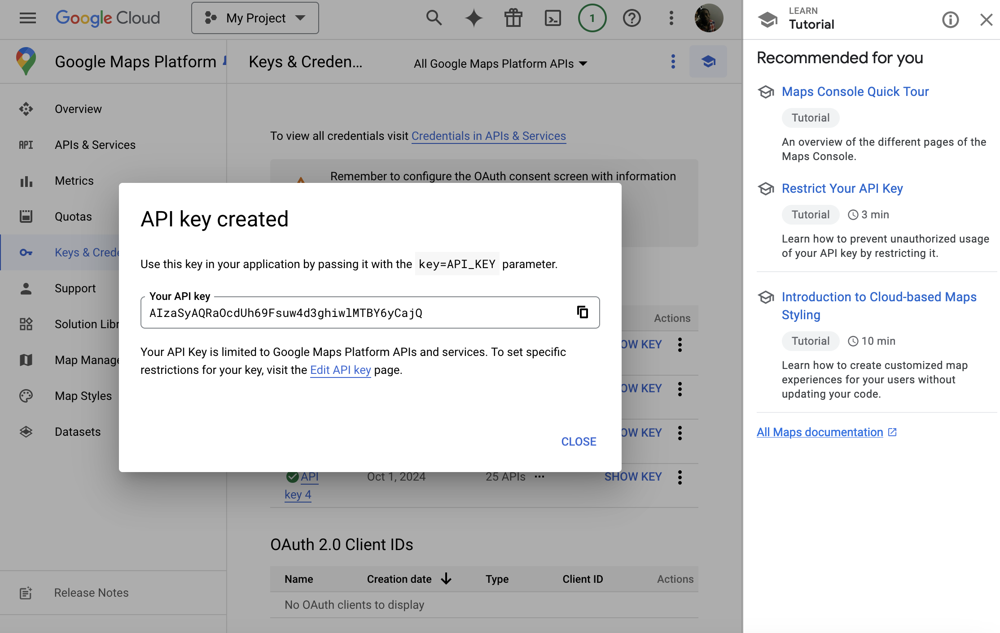 Google Cloud
My Project
1
LEARN
Tutorial
Google Maps Platform
Keys & Creden...
All Google Maps Platform APIs
Recommended for you
Overview
API
APIs & Services
Metrics
Quotas
Keys & Crede
Support
Solution Libr
Map Manage
Map Styles
Datasets
Release Notes
To view all credentials visit Credentials in APIs & Services
Remember to configure the OAuth consent screen with information
API key created
Use this key in your application by passing it with the key=API_KEY parameter.
Your API key
AIzaSyAQRaOcdUh69Fsuw4d3ghiwlMTBY6yCajQ
Your API Key is limited to Google Maps Platform APIs and services. To set specific
restrictions for your key, visit the Edit API key page.
CLOSE
Actions
OW KEY
OW KEY
OW KEY
API
key 4
Oct 1, 2024
25 APIs
SHOW KEY
OAuth 2.0 Client IDs
Name Creation date Type Client ID Actions
No OAuth clients to display
Maps Console Quick Tour
Tutorial
An overview of the different pages of the
Maps Console.
Restrict Your API Key
Tutorial 3 min
Learn how to prevent unauthorized usage
of your API key by restricting it.
Introduction to Cloud-based Maps
Styling
Tutorial 10 min
Learn how to create customized map
experiences for your users without
updating your code.
All Maps documentation